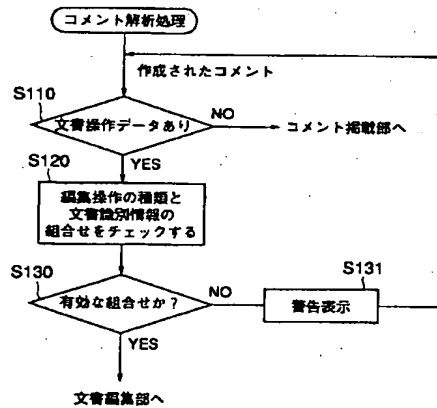 コメント解析処理
作成されたコメント
S110
文書操作データあり
NO
コメント掲載部へ
YES
S120
編集操作の種類と
文書識別情報の
組合せをチェックする
S130
有効な組合せか？
NO
S131
警告表示
YES
文書編集部へ